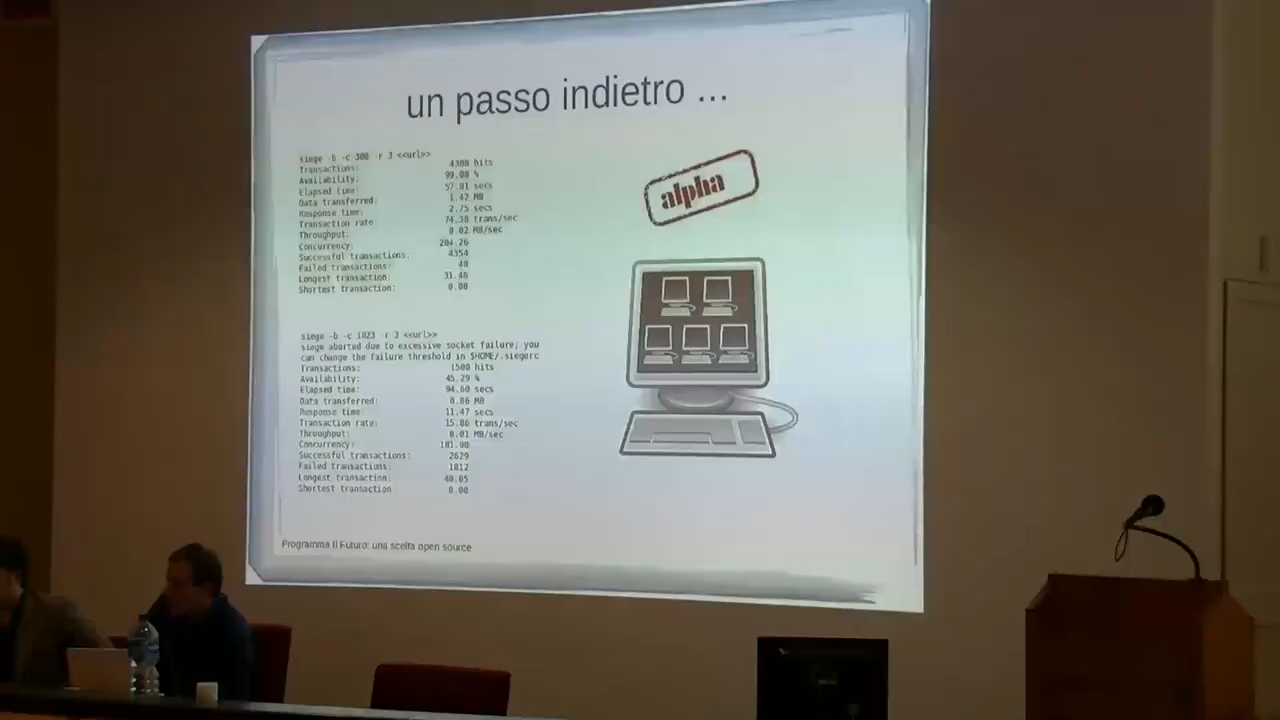 un passo indietro ...
siege -b -c 300 -r 3 <<url>>
Transactions: 4300 hits
Availability: 99.08 %
Elapsed time: 57.81 secs
Data transferred: 1.42 MB
Response time: 2.75 secs
Transaction rate: 74.38 trans/sec
Throughput: 0.02 MB/sec
Concurrency: 204.26
Successful transactions: 4354
Failed transactions: 40
Longest transaction: 31.46
Shortest transaction: 0.00
alpha
siege -b -c 1023 -r 3 <<url>>
siege aborted due to excessive socket failure; you
can change the failure threshold in $HOME/.siegerc
Transactions: 1500 hits
Availability: 45.29 %
Elapsed time: 94.60 secs
Data transferred: 0.86 MB
Response time: 11.47 secs
Transaction rate: 15.86 trans/sec
Throughput: 0.01 MB/sec
Concurrency: 181.90
Successful transactions: 2629
Failed transactions: 1812
Longest transaction: 40.05
Shortest transaction 0.00
Programma Il Futuro: una scelta open source